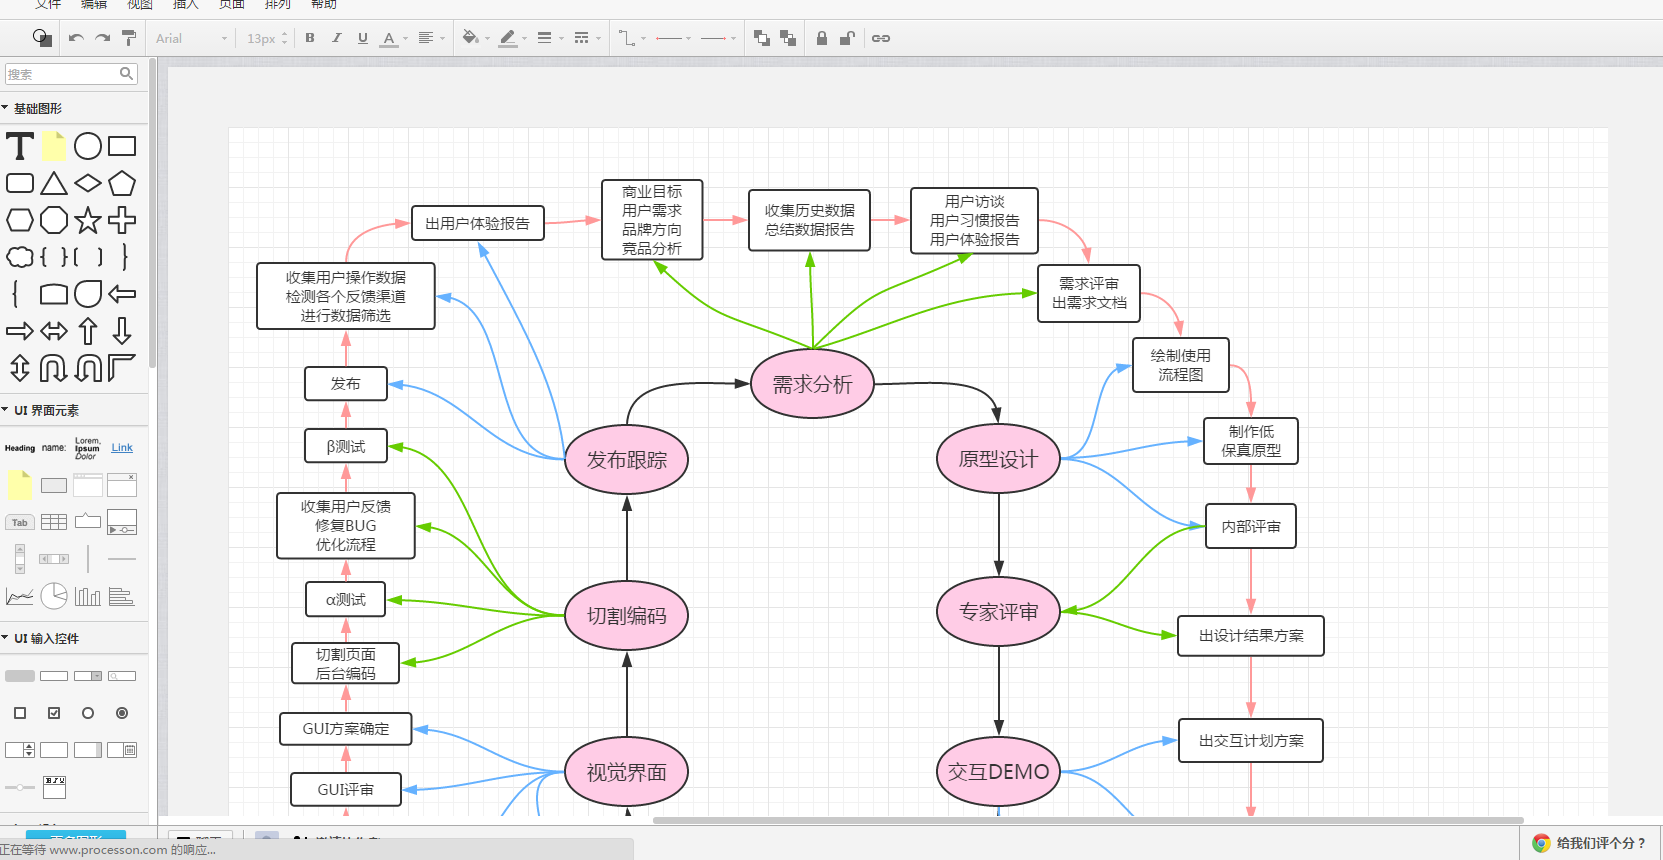 文件 编辑 视图 插入 页面 排列 帮助
Arial 13px B I U A
搜索
基础图形
T
UI 界面元素
Heading name: Lorem, Ipsum Dolor Link
Tab
UI 输入控件
B I U
商业目标
用户需求
品牌方向
竞品分析
收集历史数据
总结数据报告
用户访谈
用户习惯报告
用户体验报告
出用户体验报告
需求评审
出需求文档
收集用户操作数据
检测各个反馈渠道
进行数据筛选
绘制使用
流程图
发布
需求分析
制作低
保真原型
β测试
发布跟踪
原型设计
收集用户反馈
修复BUG
优化流程
内部评审
α测试
切割编码
专家评审
出设计结果方案
切割页面
后台编码
GUI方案确定
出交互计划方案
视觉界面
交互DEMO
GUI评审
正在等待 www.processon.com 的响应...
给我们评个分？